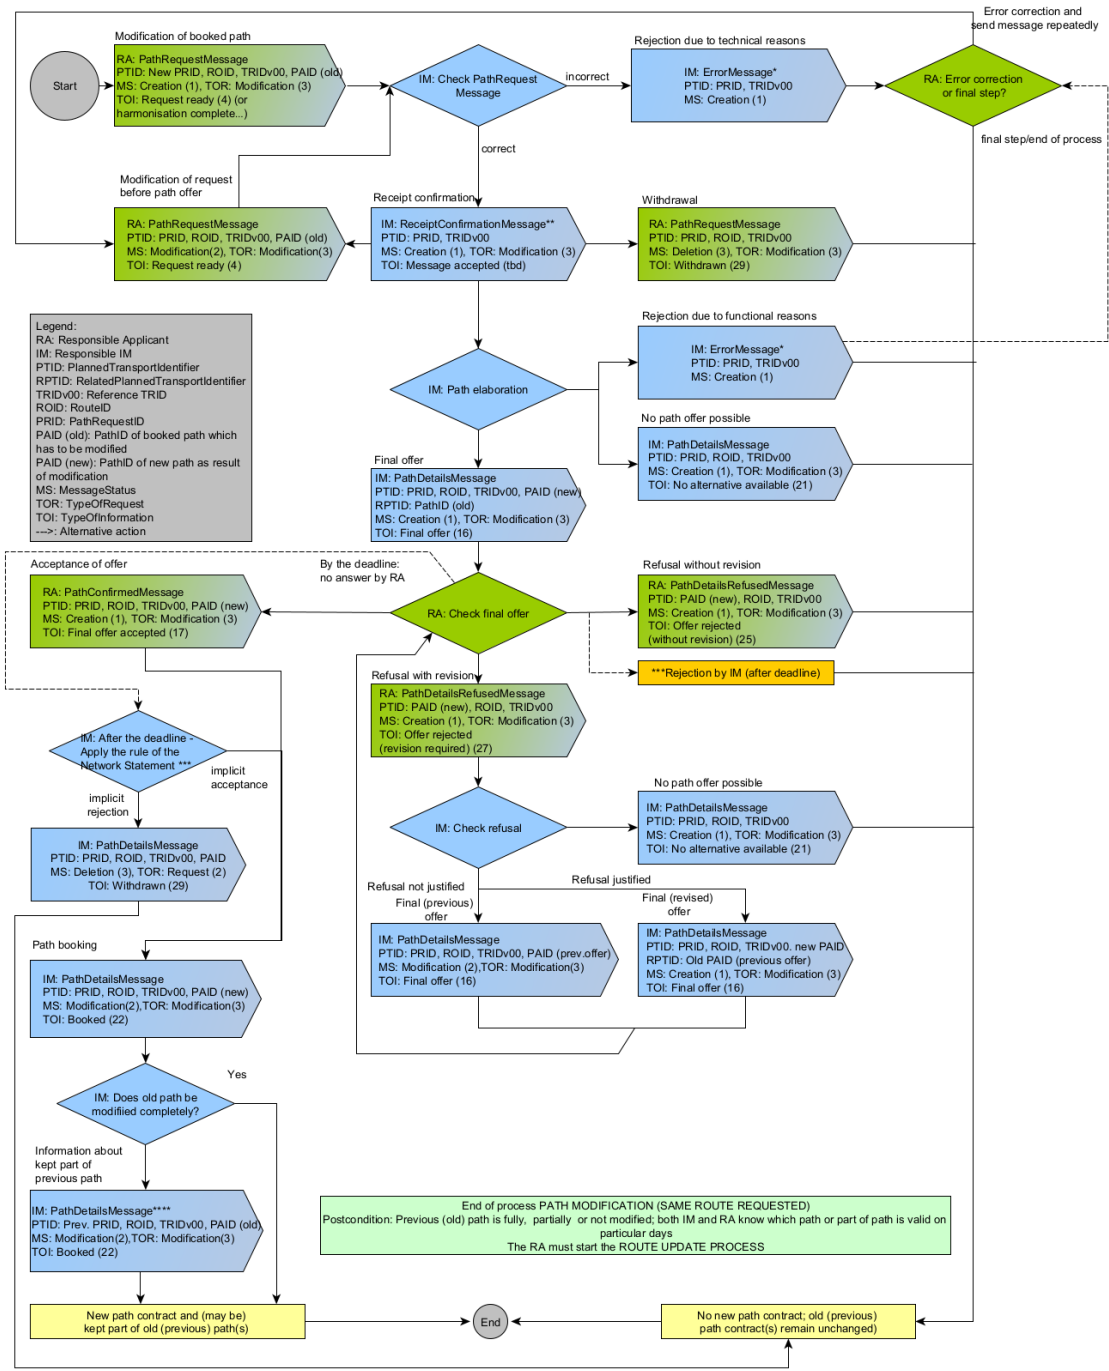 Error correction and
send message repeatedly
Modification of booked path
Start
RA: PathRequestMessage
PTID: New PRID, ROID, TRIDv00, PAID (old)
MS: Creation (1), TOR: Modification (3)
TOI: Request ready (4) (or
harmonisation complete...)
IM: Check PathRequest
Message
incorrect
Rejection due to technical reasons
IM: ErrorMessage*
PTID: PRID, TRIDv00
MS: Creation (1)
RA: Error correction
or final step?
final step/end of process
correct
Modification of request
before path offer
RA: PathRequestMessage
PTID: PRID, ROID, TRIDv00, PAID (old)
MS: Modification(2), TOR: Modification(3)
TOI: Request ready (4)
Receipt confirmation
IM: ReceiptConfirmationMessage**
PTID: PRID, TRIDv00
MS: Creation (1), TOR: Modification (3)
TOI: Message accepted (tbd)
Withdrawal
RA: PathRequestMessage
PTID: PRID, ROID, TRIDv00
MS: Deletion (3), TOR: Modification (3)
TOI: Withdrawn (29)
Legend:
RA: Responsible Applicant
IM: Responsible IM
PTID: PlannedTransportIdentifier
RPTID: RelatedPlannedTransportIdentifier
TRIDv00: Reference TRID
ROID: RouteID
PRID: PathRequestID
PAID (old): PathID of booked path which
has to be modified
PAID (new): PathID of new path as result
of modification
MS: MessageStatus
TOR: TypeOfRequest
TOI: TypeOfInformation
--->: Alternative action
IM: Path elaboration
Rejection due to functional reasons
IM: ErrorMessage*
PTID: PRID, TRIDv00
MS: Creation (1)
No path offer possible
IM: PathDetailsMessage
PTID: PRID, ROID, TRIDv00
MS: Creation (1), TOR: Modification (3)
TOI: No alternative available (21)
Final offer
IM: PathDetailsMessage
PTID: PRID, ROID, TRIDv00, PAID (new)
RPTID: PathID (old)
MS: Creation (1), TOR: Modification (3)
TOI: Final offer (16)
By the deadline:
no answer by RA
Acceptance of offer
RA: PathConfirmedMessage
PTID: PRID, ROID, TRIDv00, PAID (new)
MS: Creation (1), TOR: Modification (3)
TOI: Final offer accepted (17)
RA: Check final offer
Refusal without revision
RA: PathDetailsRefusedMessage
PTID: PAID (new), ROID, TRIDv00
MS: Creation (1), TOR: Modification (3)
TOI: Offer rejected
(without revision) (25)
***Rejection by IM (after deadline)
Refusal with revision
RA: PathDetailsRefusedMessage
PTID: PAID (new), ROID, TRIDv00
MS: Creation (1), TOR: Modification (3)
TOI: Offer rejected
(revision required) (27)
IM: After the deadline -
Apply the rule of the
Network Statement ***
implicit
acceptance
implicit
rejection
IM: PathDetailsMessage
PTID: PRID, ROID, TRIDv00, PAID
MS: Deletion (3), TOR: Request (2)
TOI: Withdrawn (29)
IM: Check refusal
No path offer possible
IM: PathDetailsMessage
PTID: PRID, ROID, TRIDv00
MS: Creation (1), TOR: Modification (3)
TOI: No alternative available (21)
Refusal not justified
Refusal justified
Final (previous)
offer
Final (revised)
offer
IM: PathDetailsMessage
PTID: PRID, ROID, TRIDv00, PAID (prev.offer)
MS: Modification (2),TOR: Modification(3)
TOI: Final offer (16)
IM: PathDetailsMessage
PTID: PRID, ROID, TRIDv00. new PAID
RPTID: Old PAID (previous offer)
MS: Creation (1), TOR: Modification (3)
TOI: Final offer (16)
Path booking
IM: PathDetailsMessage
PTID: PRID, ROID, TRIDv00, PAID (new)
MS: Modification(2),TOR: Modification(3)
TOI: Booked (22)
Yes
IM: Does old path be
modifiied completely?
Information about
kept part of
previous path
IM: PathDetailsMessage****
PTID: Prev. PRID, ROID, TRIDv00, PAID (old)
MS: Modification(2),TOR: Modification(3)
TOI: Booked (22)
End of process PATH MODIFICATION (SAME ROUTE REQUESTED)
Postcondition: Previous (old) path is fully, partially or not modified; both IM and RA know which path or part of path is valid on
particular days
The RA must start the ROUTE UPDATE PROCESS
New path contract and (may be)
kept part of old (previous) path(s)
End
No new path contract; old (previous)
path contract(s) remain unchanged)